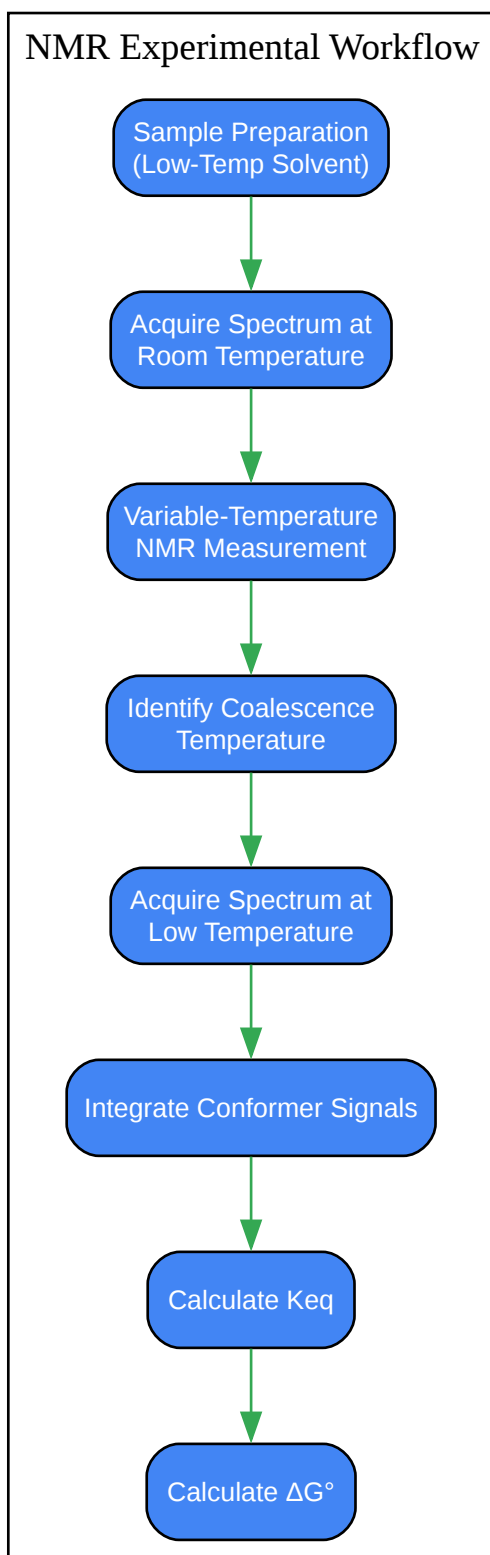 NMR Experimental Workflow
Sample Preparation
(Low-Temp Solvent)
Acquire Spectrum at
Room Temperature
Variable-Temperature
NMR Measurement
Identify Coalescence
Temperature
Acquire Spectrum at
Low Temperature
Integrate Conformer Signals
Calculate Keq
Calculate ΔG°